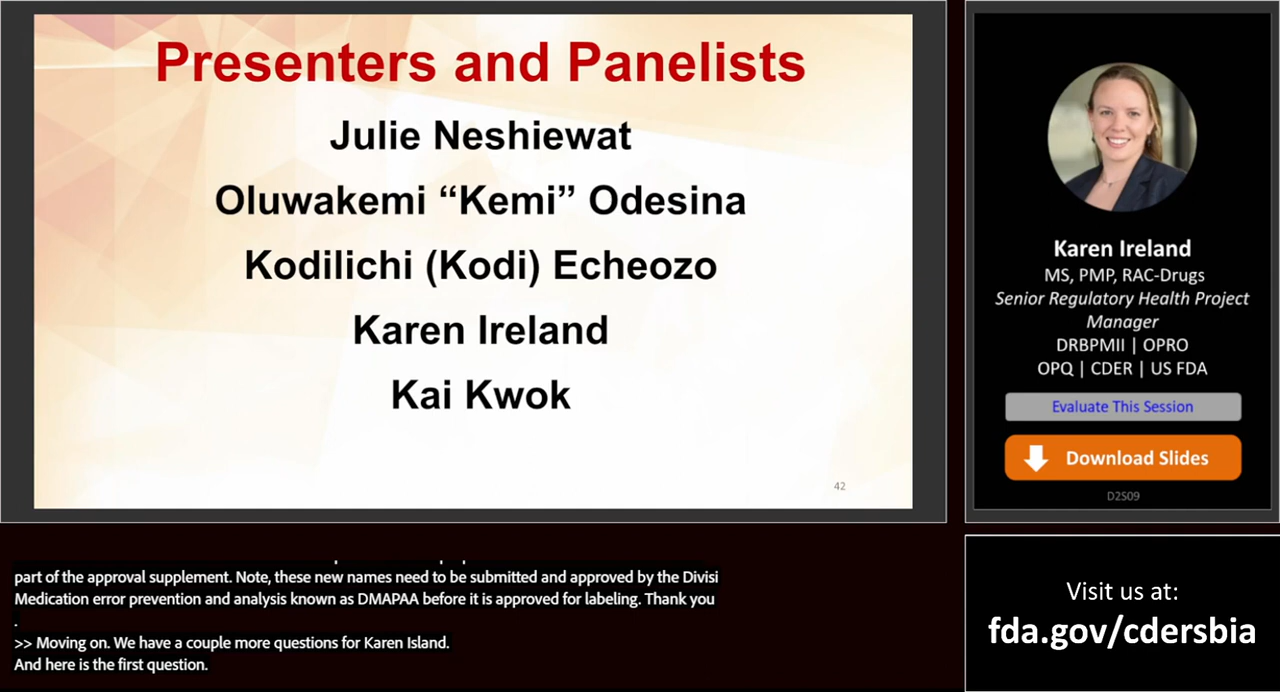 Presenters and Panelists
Julie Neshiewat
Oluwakemi “Kemi” Odesina
Kodilichi (Kodi) Echeozo
Karen Ireland
Kai Kwok
42
Karen Ireland
MS, PMP, RAC-Drugs
Senior Regulatory Health Project
Manager
DRBPMII | OPRO
OPQ | CDER | US FDA
Evaluate This Session
Download Slides
D2S09
part of the approval supplement. Note, these new names need to be submitted and approved by the Divisi
Medication error prevention and analysis known as DMAPAA before it is approved for labeling. Thank you
.
>> Moving on. We have a couple more questions for Karen Island.
And here is the first question.
Visit us at:
fda.gov/cdersbia